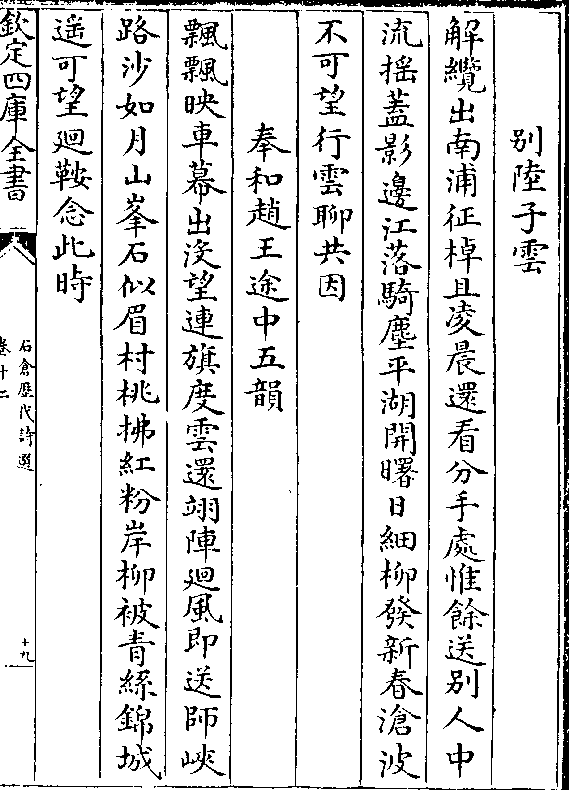 别陸子雲
解纜出南浦征棹且凌晨還看分手處惟餘送别人中
流揺蓋影邊江落騎塵平湖開曙日細柳發新春滄波
不可望行雲聊共因
奉和趙王途中五韻
飄飄映車幕出没望連旗度雲還翊陣廻風即送師峽
路沙如月山峯石似眉村桃拂紅粉岸柳被青絲錦城
遥可望廻鞍念此時
欽定四庫全書
石倉歷代詩選
卷十二
十九